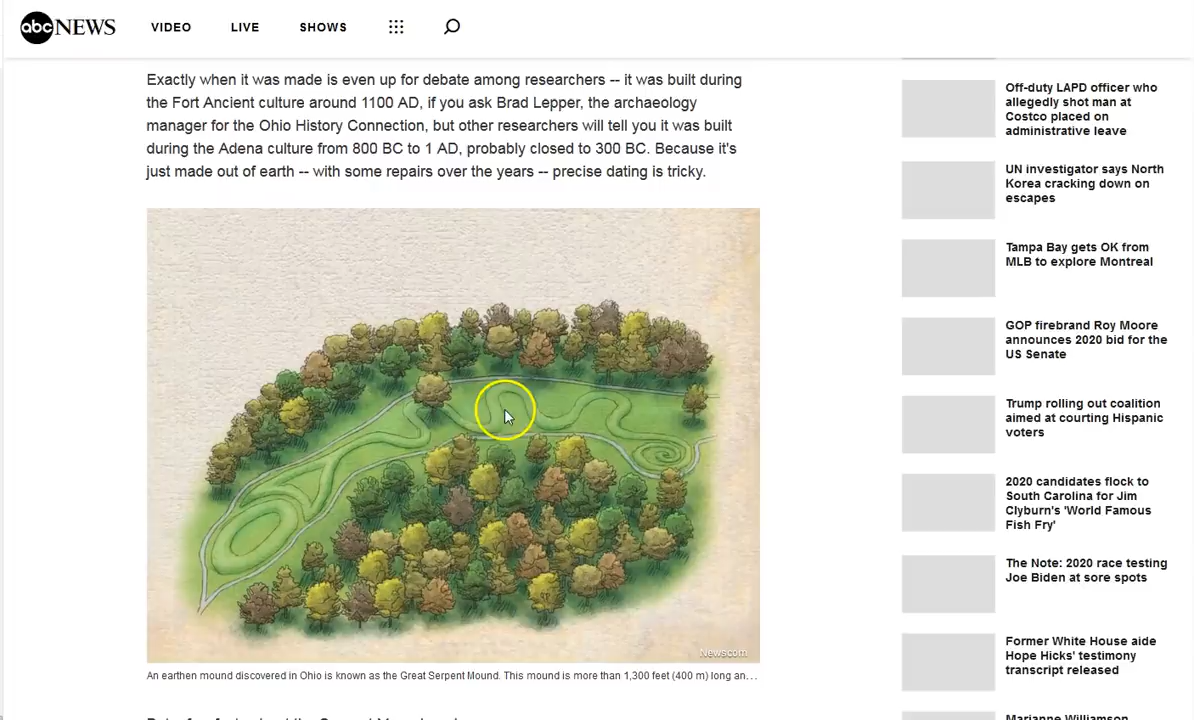 abc NEWS
VIDEO
LIVE
SHOWS
Exactly when it was made is even up for debate among researchers -- it was built during
the Fort Ancient culture around 1100 AD, if you ask Brad Lepper, the archaeology
manager for the Ohio History Connection, but other researchers will tell you it was built
during the Adena culture from 800 BC to 1 AD, probably closed to 300 BC. Because it's
just made out of earth -- with some repairs over the years -- precise dating is tricky.
Newscom
An earthen mound discovered in Ohio is known as the Great Serpent Mound. This mound is more than 1,300 feet (400 m) long an...
Off-duty LAPD officer who
allegedly shot man at
Costco placed on
administrative leave
UN investigator says North
Korea cracking down on
escapes
Tampa Bay gets OK from
MLB to explore Montreal
GOP firebrand Roy Moore
announces 2020 bid for the
US Senate
Trump rolling out coalition
aimed at courting Hispanic
voters
2020 candidates flock to
South Carolina for Jim
Clyburn's 'World Famous
Fish Fry'
The Note: 2020 race testing
Joe Biden at sore spots
Former White House aide
Hope Hicks' testimony
transcript released
Marianne Williamson